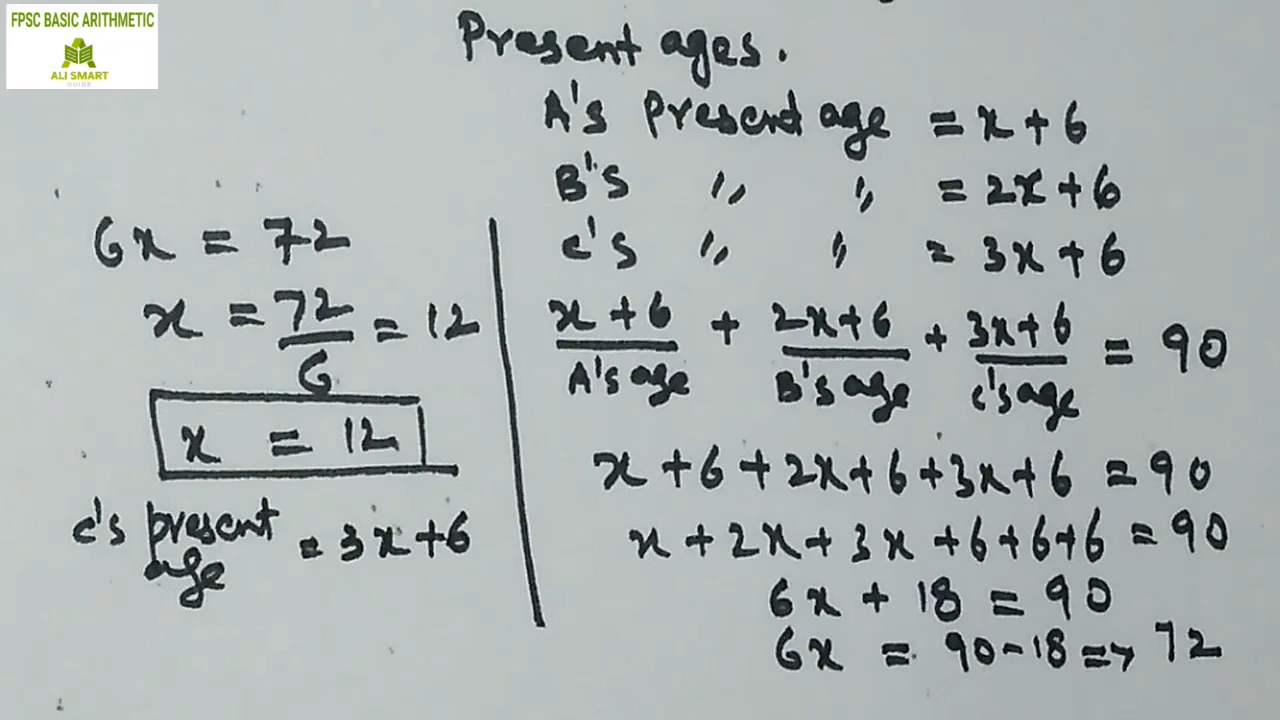 FPSC BASIC ARITHMETIC
ALI SMART
GUIDE
Present ages.
A's Present age = x + 6
B's " " = 2x + 6
C's " " = 3x + 6
x + 6 + 2x + 6 + 3x + 6 = 90
A's age B's age C's age
x + 6 + 2x + 6 + 3x + 6 = 90
x + 2x + 3x + 6 + 6 + 6 = 90
6x + 18 = 90
6x = 90 - 18 => 72
6x = 72
x = 72/6 = 12
x = 12
C's present age = 3x + 6